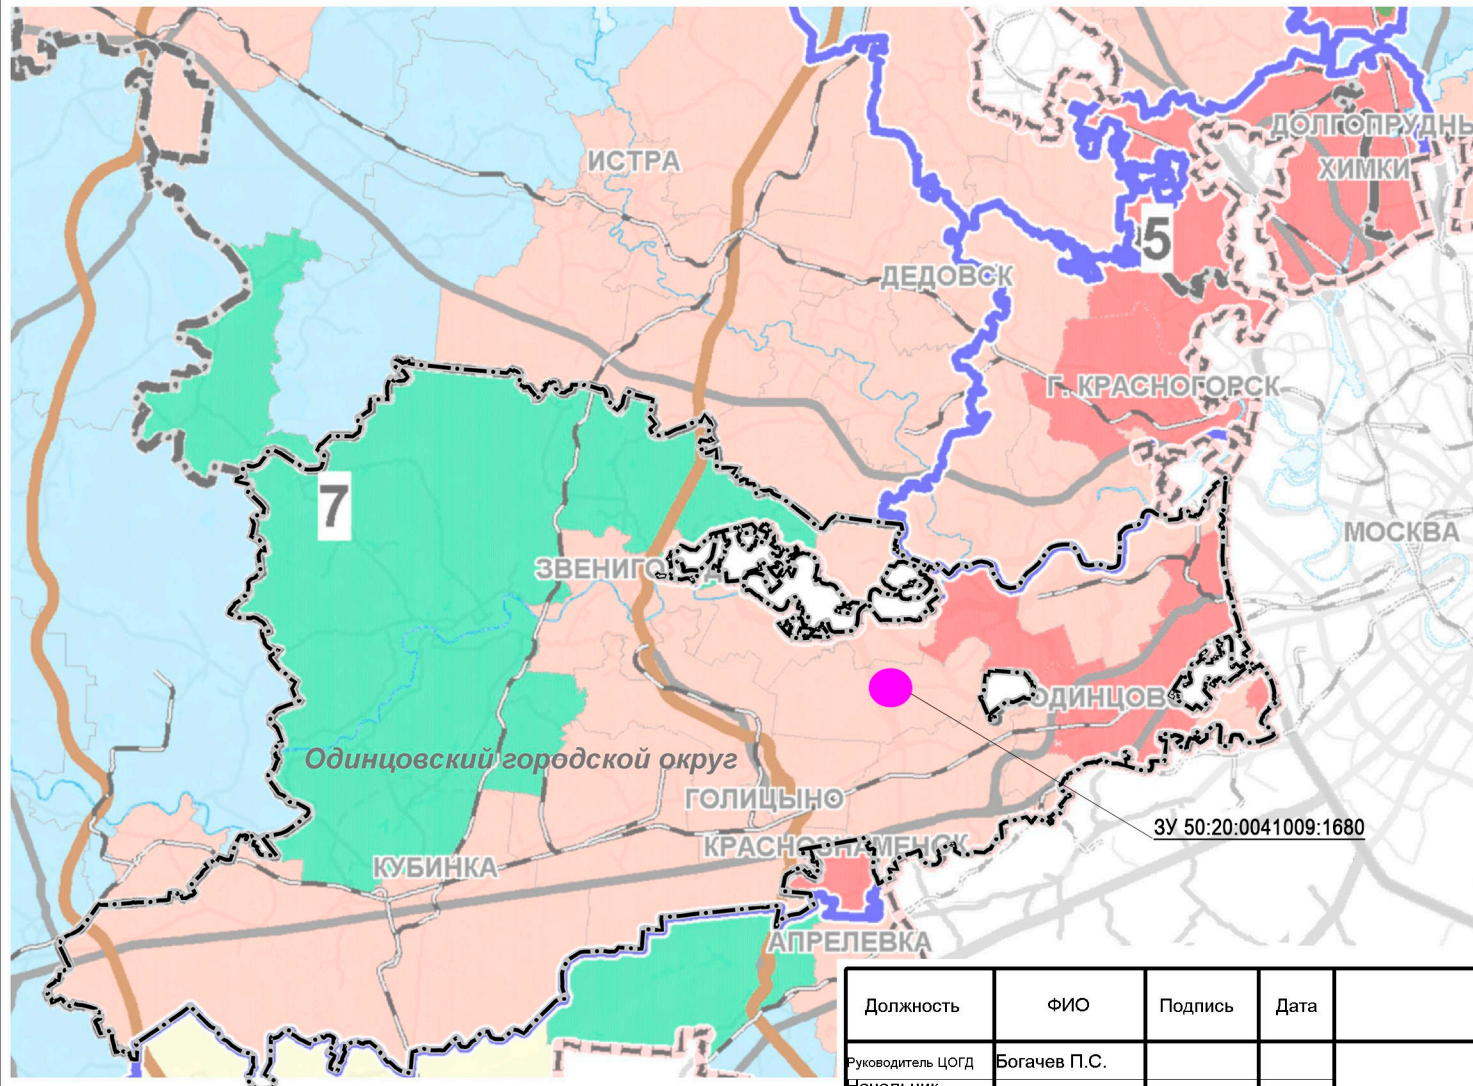 ДОЛГОПРУДНЫ
ИСТРА
ХИМКИ
5
ДЕДОВСК
Г. КРАСНОГОРСК
7
МОСКВА
ЗВЕНИГО
ОДИНЦОВ
Одинцовский городской округ
ГОЛИЦЫНО
ЗУ 50:20:0041009:1680
КРАСНОЗНАМЕНСК
КУБИНКА
АПРЕЛЕВКА
Должность ФИО Подпись Дата
Руководитель ЦОГД Богачев П.С.
Начальник